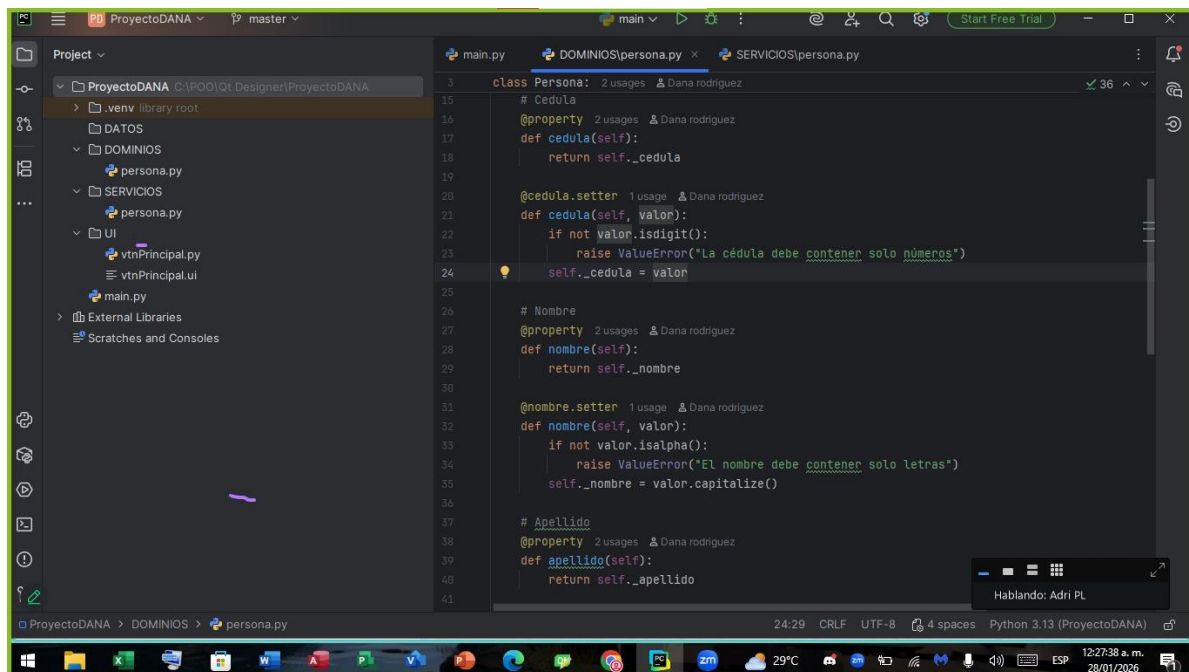 PC
PD ProyectoDANA
master
main
Start Free Trial
Project
main.py
DOMINIOS\persona.py
SERVICIOS\persona.py
ProyectoDANA C:\POO\Qt Designer\ProyectoDANA
.venv library root
DATOS
DOMINIOS
persona.py
SERVICIOS
persona.py
UI
vtnPrincipal.py
vtnPrincipal.ui
main.py
External Libraries
Scratches and Consoles
3 class Persona: 2 usages Dana rodriguez
36
15 # Cedula
16 @property 2 usages Dana rodriguez
17 def cedula(self):
18 return self._cedula
19
20 @cedula.setter 1 usage Dana rodriguez
21 def cedula(self, valor):
22 if not valor.isdigit():
23 raise ValueError("La cédula debe contener solo números")
24 self._cedula = valor
25
26 # Nombre
27 @property 2 usages Dana rodriguez
28 def nombre(self):
29 return self._nombre
30
31 @nombre.setter 1 usage Dana rodriguez
32 def nombre(self, valor):
33 if not valor.isalpha():
34 raise ValueError("El nombre debe contener solo letras")
35 self._nombre = valor.capitalize()
36
37 # Apellido
38 @property 2 usages Dana rodriguez
39 def apellido(self):
40 return self._apellido
41
Hablando: Adri PL
ProyectoDANA > DOMINIOS > persona.py
24:29 CRLF UTF-8 4 spaces Python 3.13 (ProyectoDANA)
zm
29°C
ESP
12:27:38 a. m.
28/01/2026